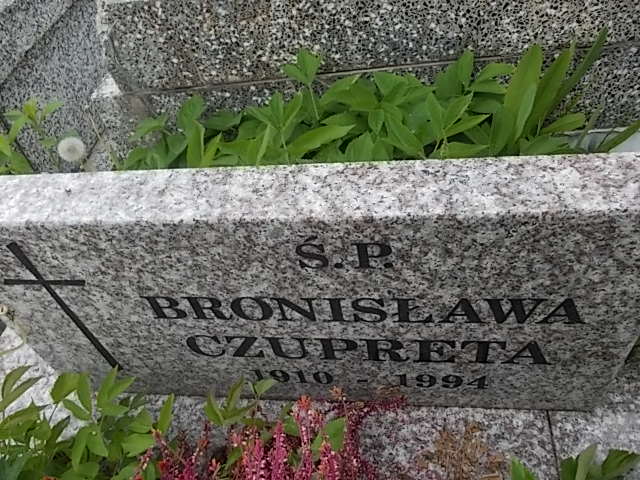 Ś.P.
BRONISŁAWA
CZUPRETA
1910 - 1994